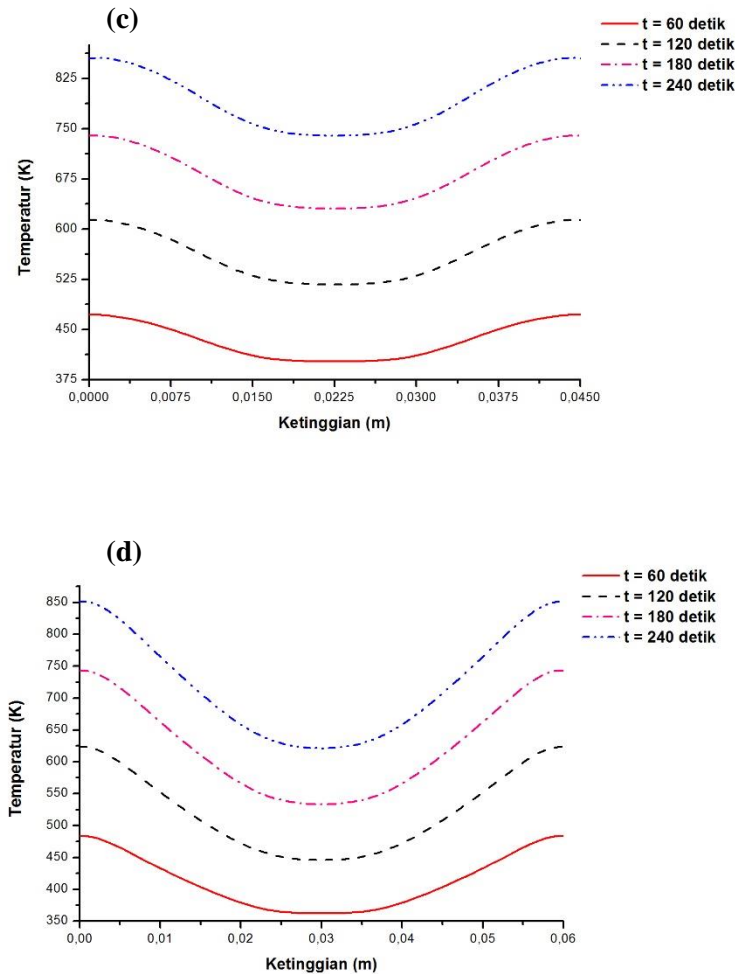 (c)
t = 60 detik
t = 120 detik
t = 180 detik
t = 240 detik
Temperatur (K)
825
750
675
600
525
450
375
0,0000 0,0075 0,0150 0,0225 0,0300 0,0375 0,0450
Ketinggian (m)
(d)
t = 60 detik
t = 120 detik
t = 180 detik
t = 240 detik
Temperatur (K)
850
800
750
700
650
600
550
500
450
400
350
0,00 0,01 0,02 0,03 0,04 0,05 0,06
Ketinggian (m)